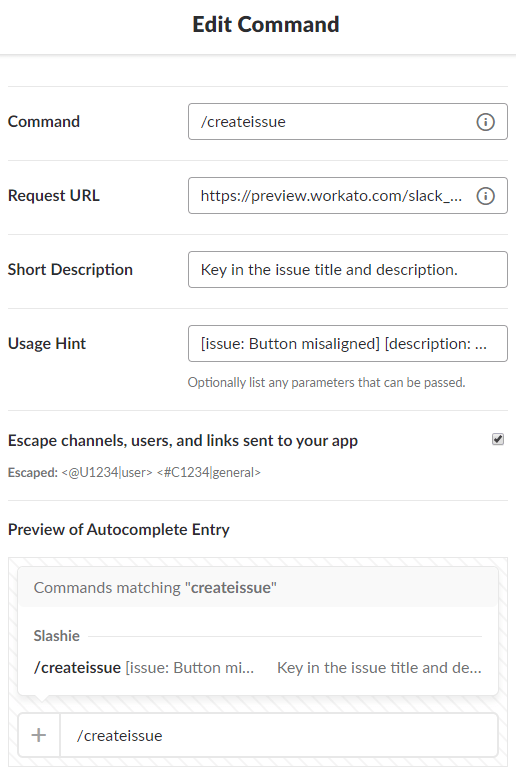 Edit Command
Command
/createissue
Request URL
https://preview.workato.com/slack_...
Short Description
Key in the issue title and description.
Usage Hint
[issue: Button misaligned] [description: ...
Optionally list any parameters that can be passed.
Escape channels, users, and links sent to your app
Escaped: <@U1234|user> <#C1234|general>
Preview of Autocomplete Entry
Commands matching "createissue"
Slashie
/createissue [issue: Button mi... Key in the issue title and de...
+ /createissue